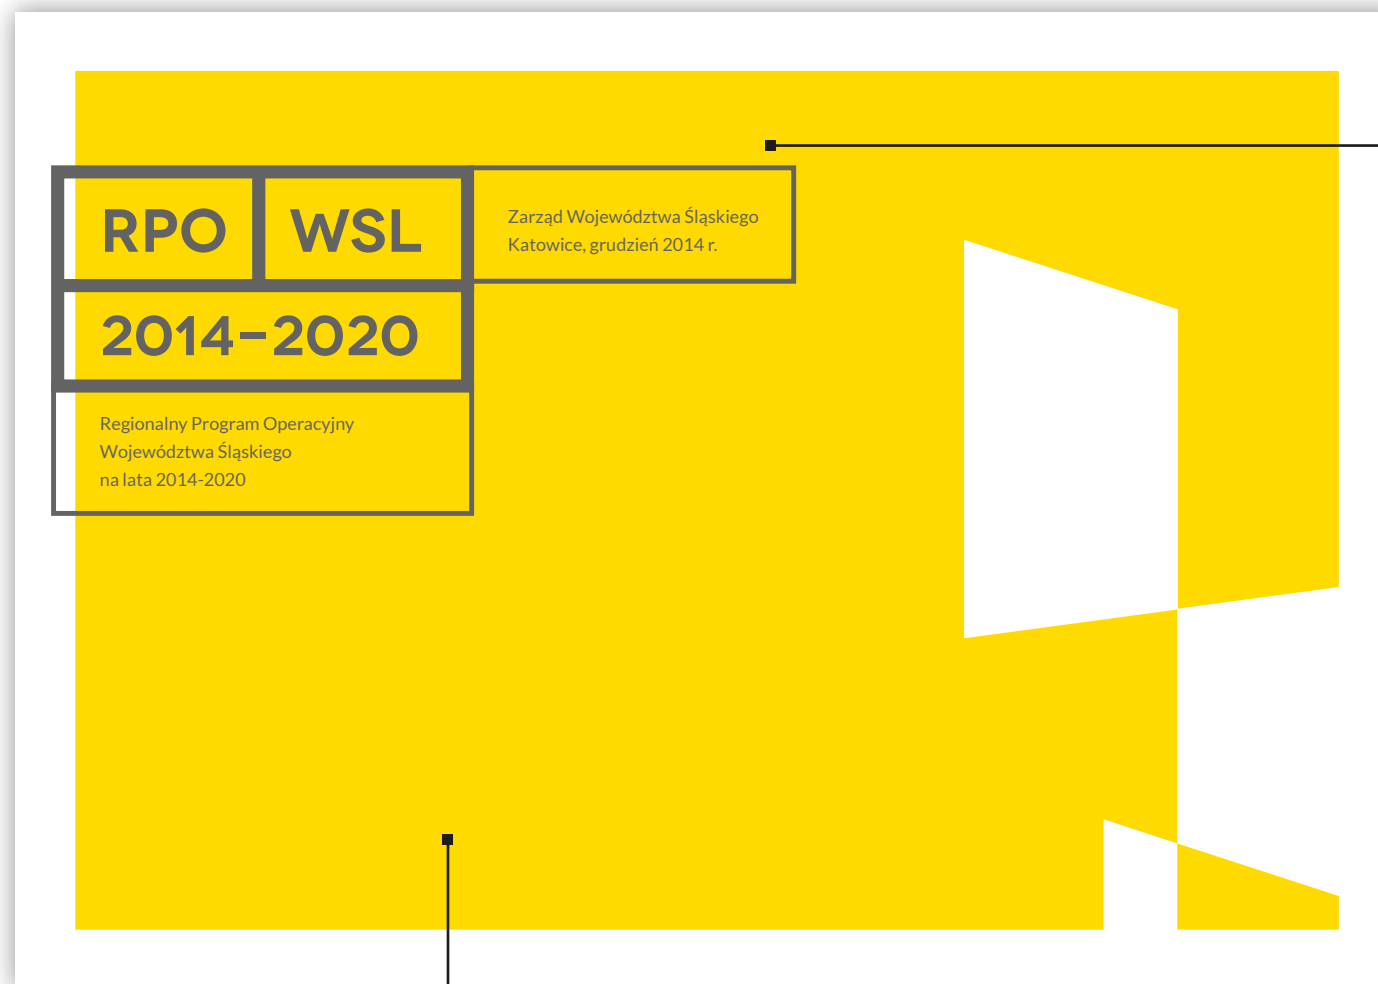 RPO WSL
2014-2020
Zarząd Województwa Śląskiego
Katowice, grudzień 2014 r.
Regionalny Program Operacyjny
Województwa Śląskiego
na lata 2014-2020